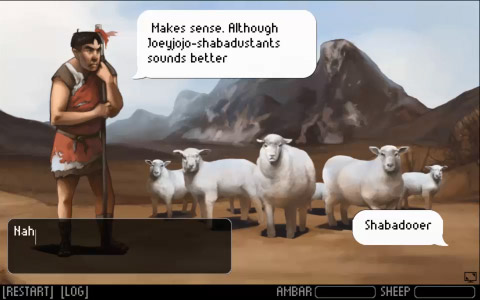 Makes sense. Although
Joeyjojo-shabadustants
sounds better
Shabadooer
Nah
[RESTART] [LOG]
AMBAR
SHEEP